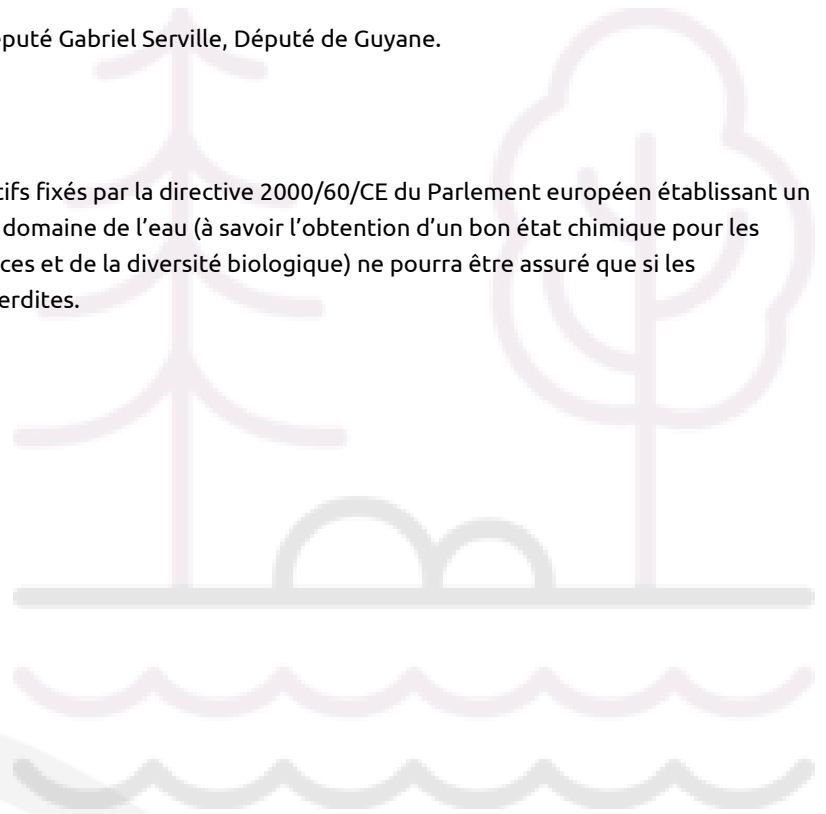 éputé Gabriel Serville, Député de Guyane.
tifs fixés par la directive 2000/60/CE du Parlement européen établissant un
domaine de l’eau (à savoir l’obtention d’un bon état chimique pour les
ces et de la diversité biologique) ne pourra être assuré que si les
erdites.